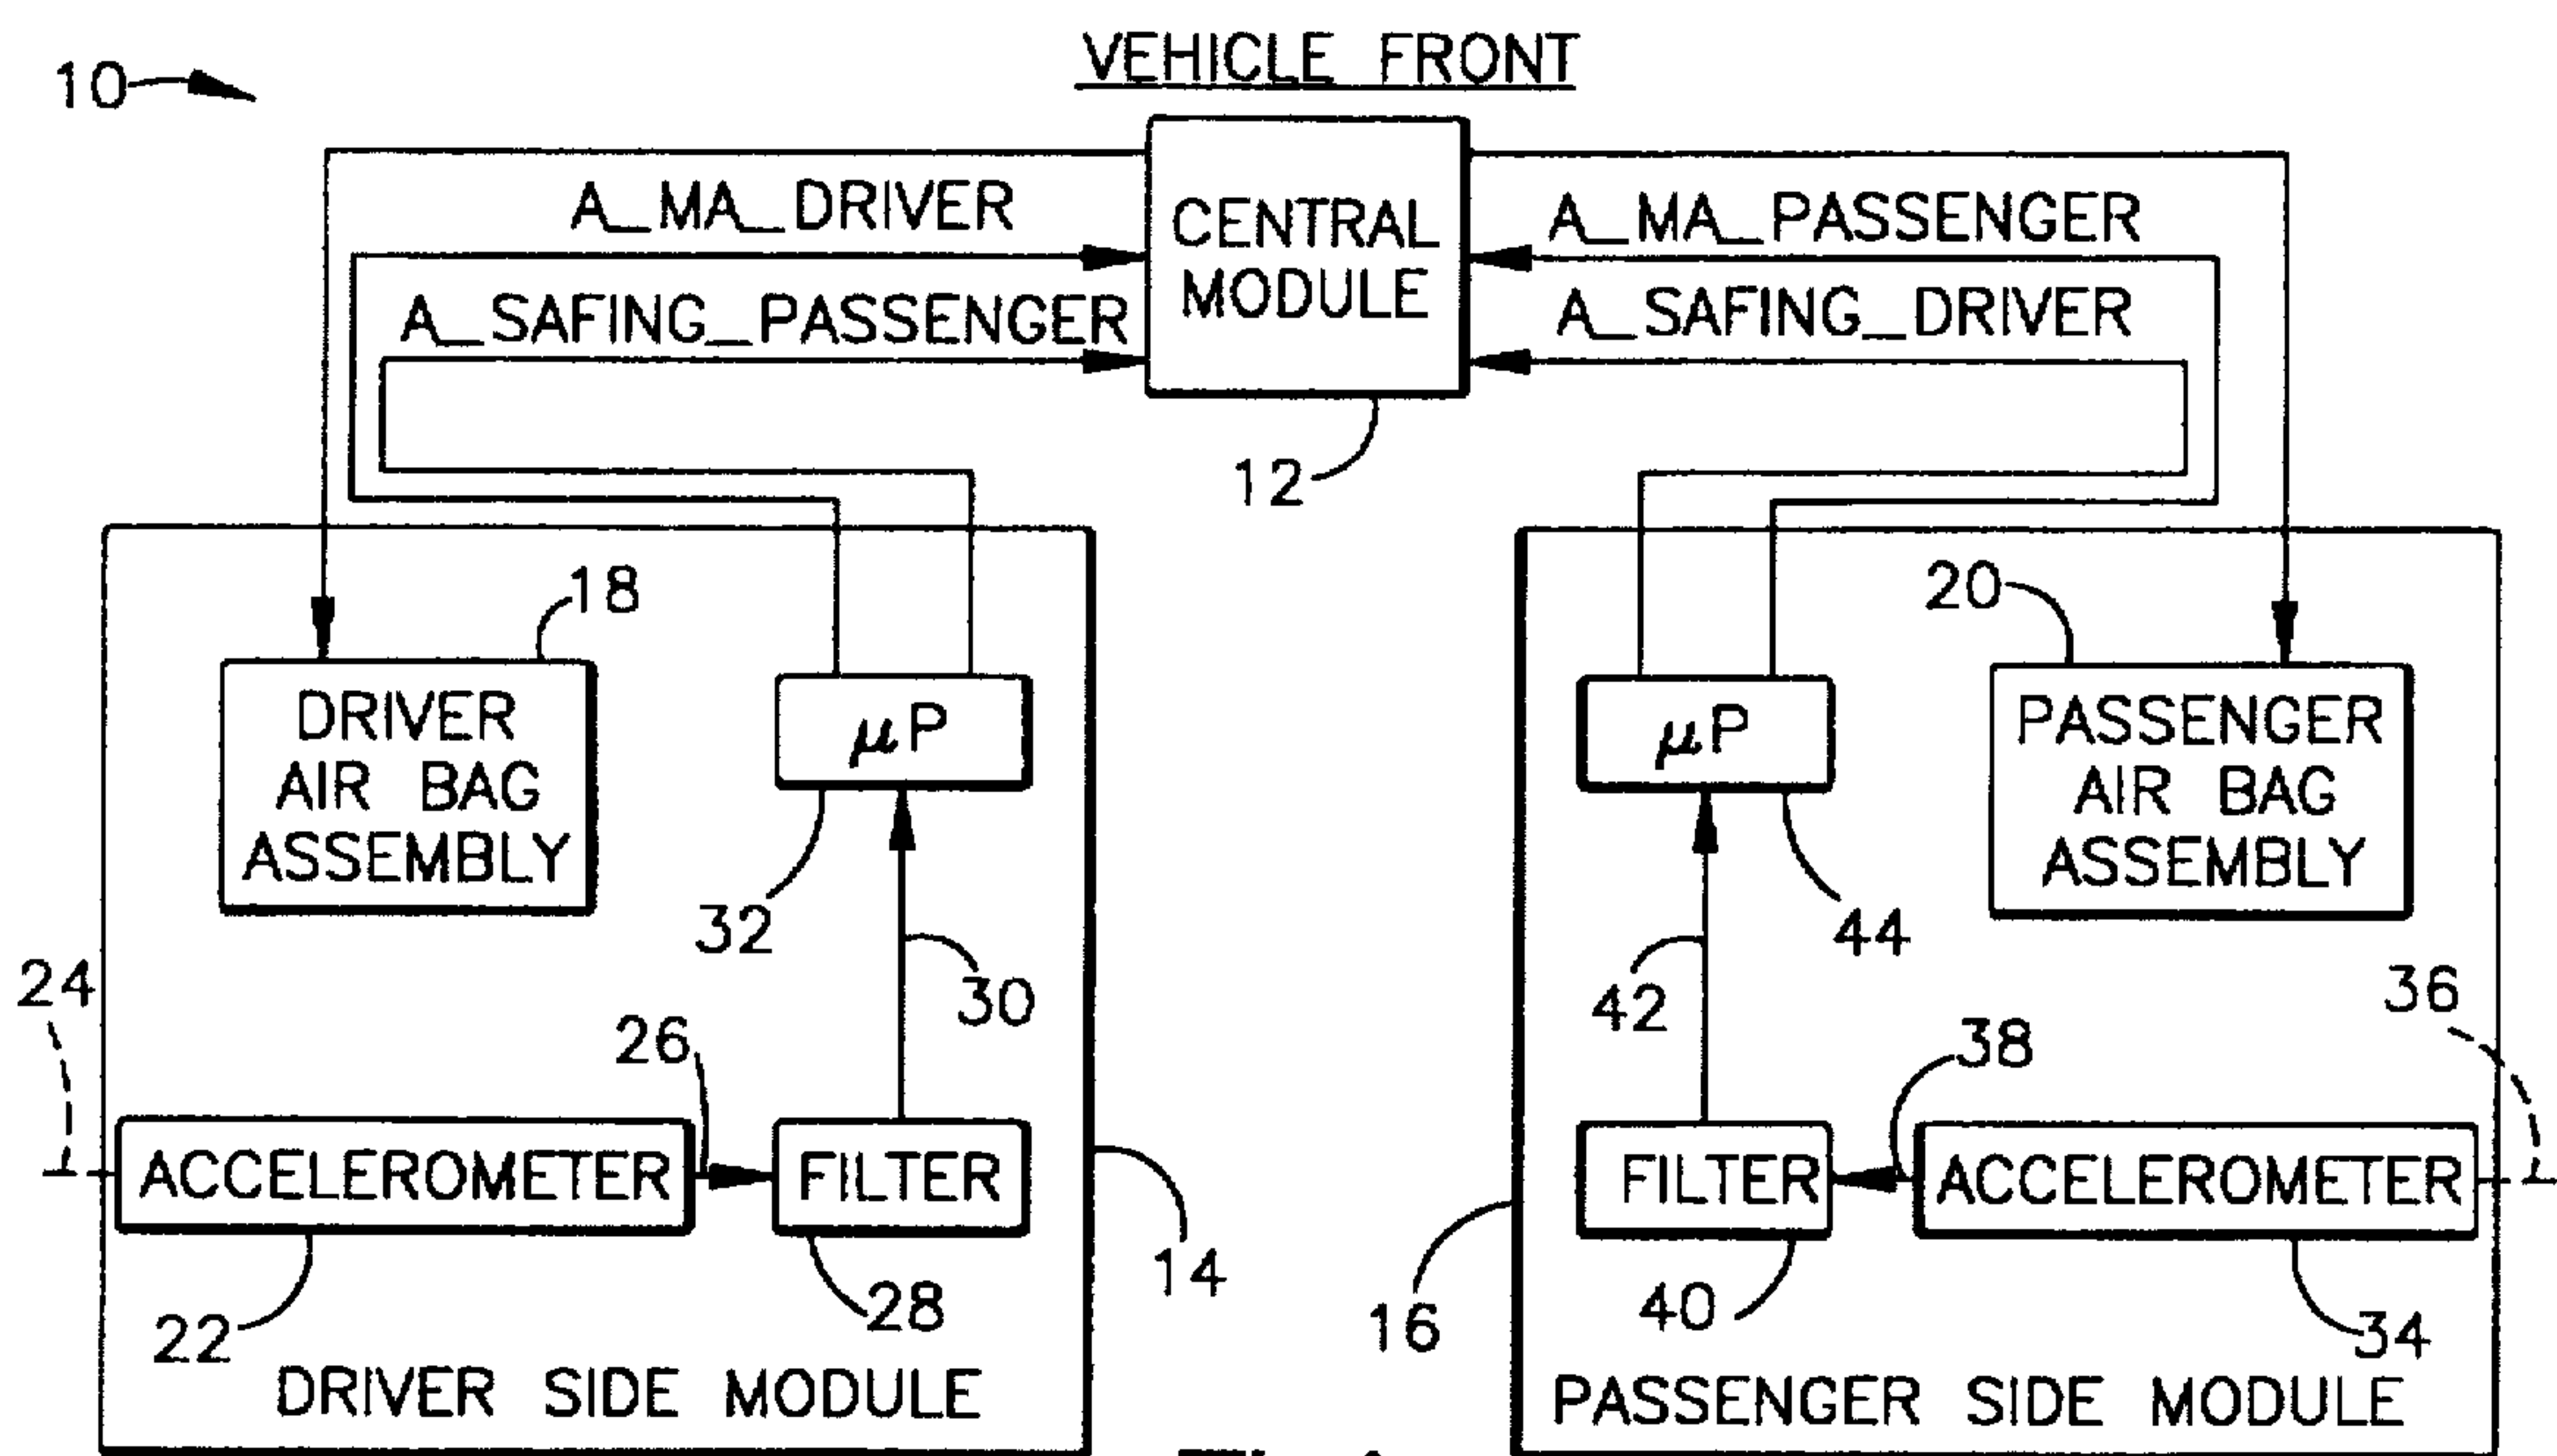 VEHICLE FRONT
10
CENTRAL
MODULE
12
A_MA_DRIVER
A_SAFING_PASSENGER
A_MA_PASSENGER
A_SAFING_DRIVER
18
DRIVER
AIR BAG
ASSEMBLY
µP
32
30
24
26
ACCELEROMETER
FILTER
22
28
14
DRIVER SIDE MODULE
20
PASSENGER
AIR BAG
ASSEMBLY
µP
44
42
38
36
FILTER
ACCELEROMETER
16
40
34
PASSENGER SIDE MODULE